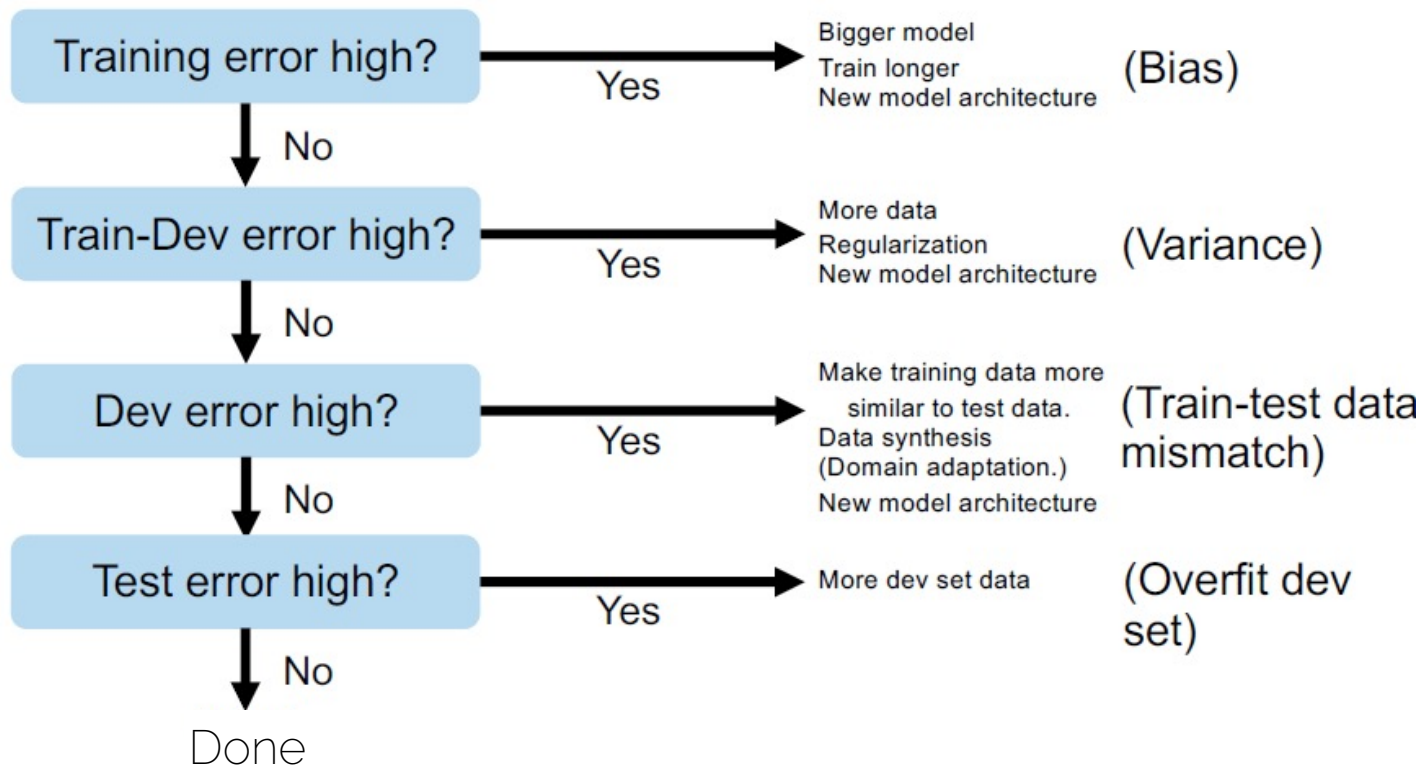 Training error high?
Yes
Bigger model
Train longer
New model architecture
(Bias)
No
Train-Dev error high?
Yes
More data
Regularization
New model architecture
(Variance)
No
Dev error high?
Yes
Make training data more
similar to test data.
Data synthesis
(Domain adaptation.)
New model architecture
(Train-test data
mismatch)
No
Test error high?
Yes
More dev set data
(Overfit dev
set)
No
Done